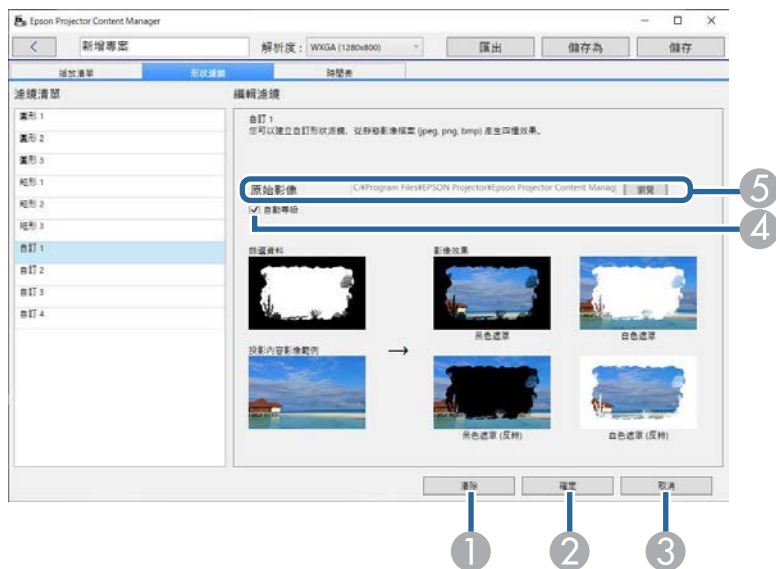 Epson Projector Content Manager
新增專案 解析度： WXGA (1280x800) 匯出 儲存為 儲存
播放清單 形狀濾鏡 時間表
濾鏡清單 編輯濾鏡
圓形 1
圓形 2
圓形 3
矩形 1
矩形 2
矩形 3
自訂 1
自訂 2
自訂 3
自訂 4
自訂 1
您可以建立自訂形狀濾鏡，從靜態影像檔案 (jpeg, png, bmp) 產生四種效果。
原始影像 C:¥Program Files¥EPSON Projector¥Epson Projector Content Manag 瀏覽
5
自動等級
4
篩選資料 影像效果
黑色遮罩 白色遮罩
投影內容影像範例 →
黑色遮罩 (反轉) 白色遮罩 (反轉)
清除 確定 取消
1 2 3